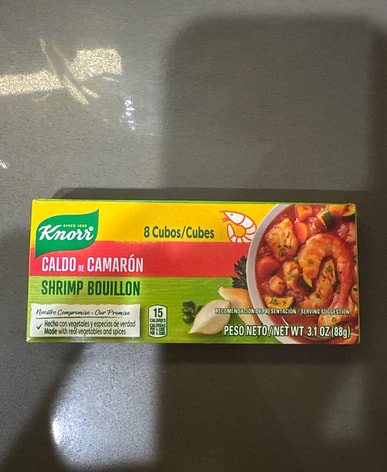 SINCE 1838
Knorr
8 Cubos/Cubes
CALDO DE CAMARÓN
SHRIMP BOUILLON
Nuestro Compromiso - Our Promise
Hecho con vegetales y especias de verdad
Made with real vegetables and spices
15
CALORIES
RECOMENDACIÓN DE PRESENTACIÓN / SERVING SUGGESTION
PESO NETO/NET WT 3.1 OZ (88g)